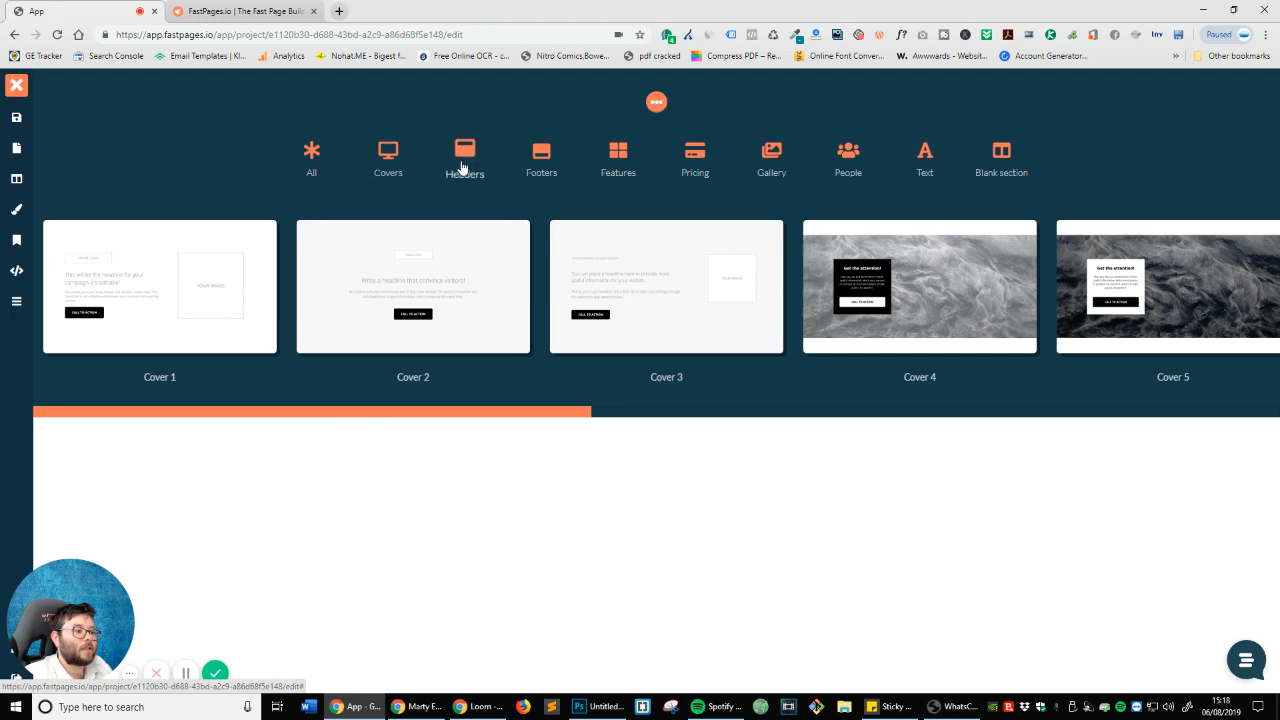 App
FastPages.io | The Fast Page Build
https://app.fastpages.io/app/project/e1120b30-d688-43bd-a2c9-a86d68f5e148/edit
Inv
Paused
GE Tracker
Search Console
Email Templates | Kl...
Analytics
Nohat.ME - Bigest f...
Free Online OCR - c...
Nitro Comics,Bowe...
pdf cracked
Compress PDF – Re...
Online Font Conver...
W. Awwwards - Websit...
Account Generator...
» Other bookmarks
All
Covers
Headers
Footers
Features
Pricing
Gallery
People
Text
Blank section
This will be the headline for your
campaign, it's editable!
YOUR IMAGE
CALL TO ACTION
Write a headline that convince visitors!
CALL TO ACTION
You can place a headline here to provide more
useful information for your visitors.
YOUR IMAGE
CALL TO ACTION
Get the attention!
CALL TO ACTION
Get the attention!
CALL TO ACTION
Cover 1
Cover 2
Cover 3
Cover 4
Cover 5
https://app.fastpages.io/app/project/e1120b30-d688-43bd-a2c9-a86d68f5e148/edit#
Type here to search
App - G...
Marty E...
Loom -...
Untitled...
Spotify ...
Sticky ...
WhatsC...
15:18
06/08/2019